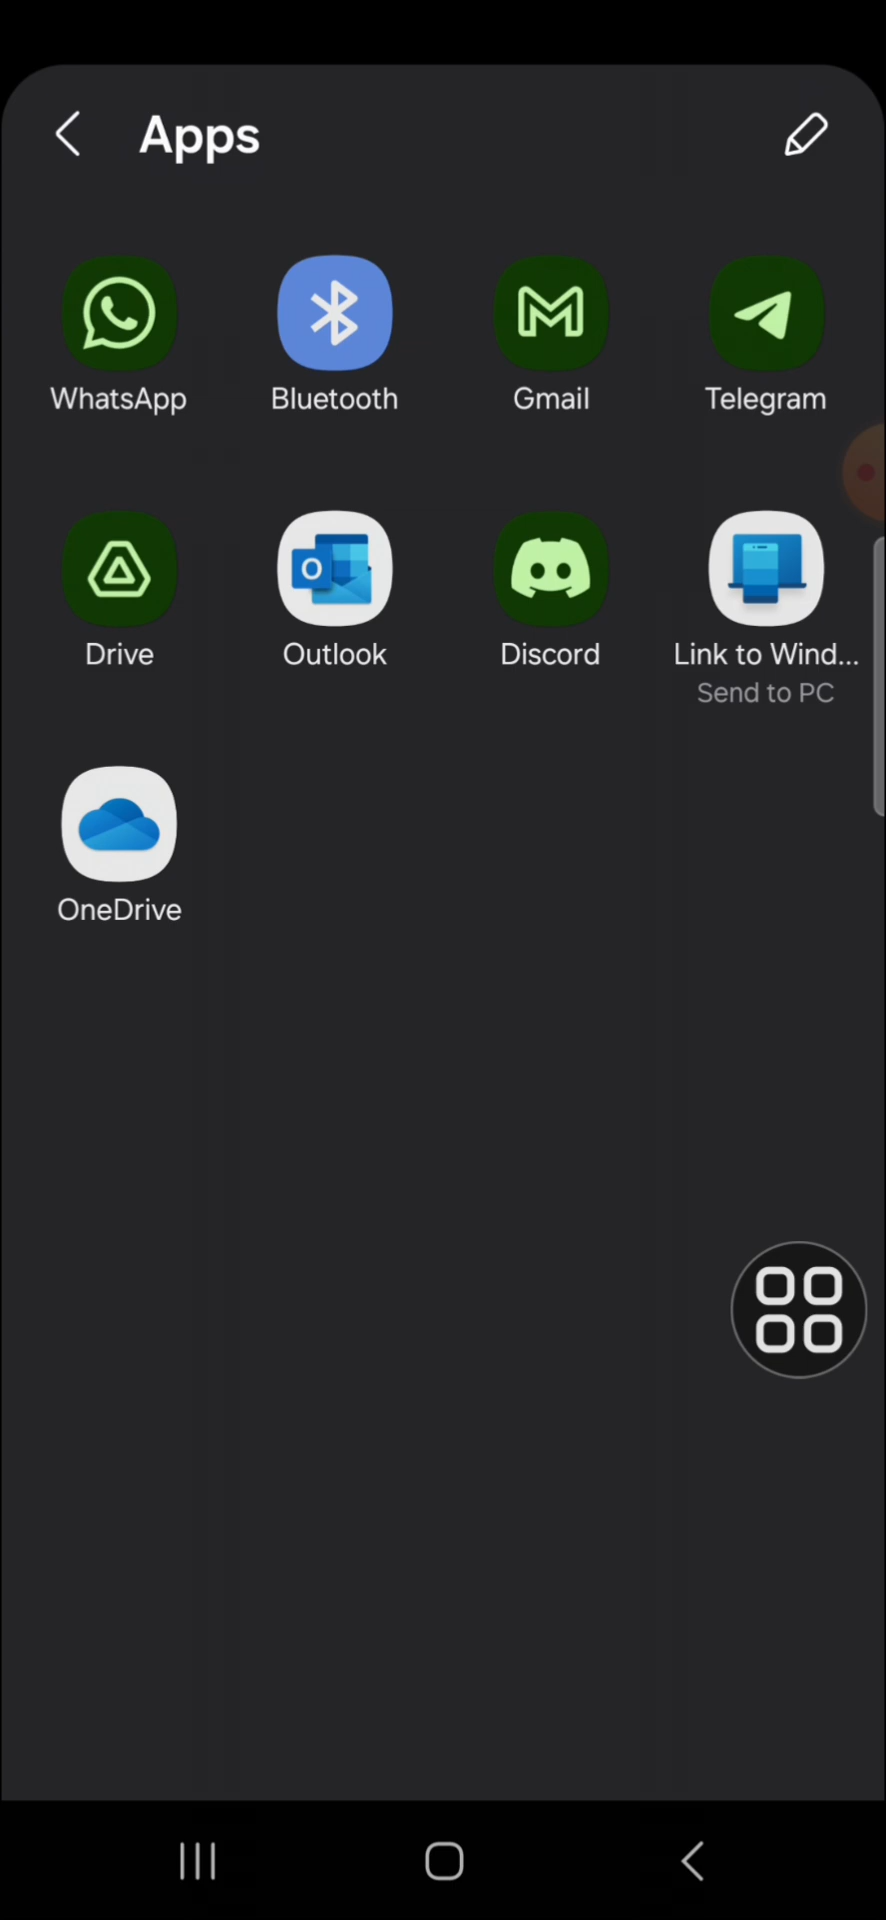 Apps
WhatsApp
Bluetooth
Gmail
Telegram
Drive
Outlook
Discord
Link to Wind...
Send to PC
OneDrive